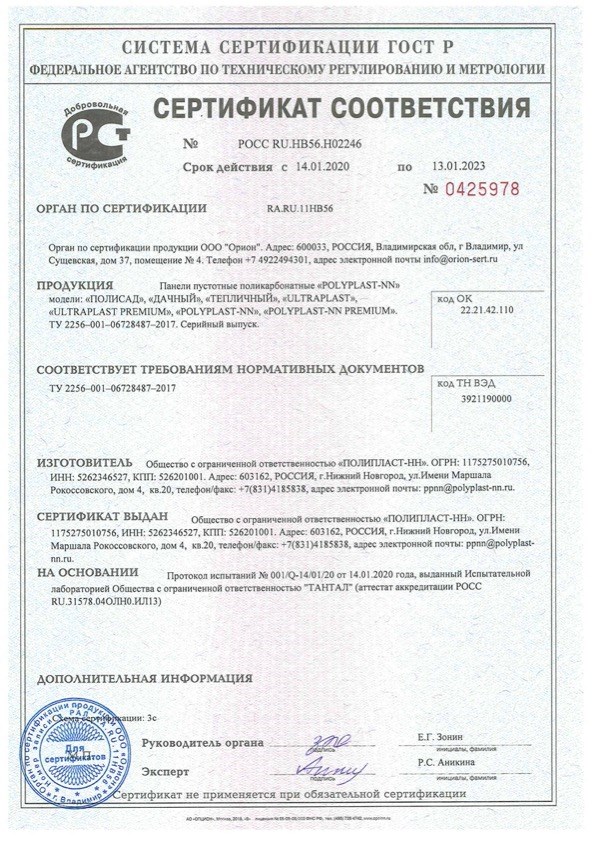 СИСТЕМА СЕРТИФИКАЦИИ ГОСТ Р
ФЕДЕРАЛЬНОЕ АГЕНТСТВО ПО ТЕХНИЧЕСКОМУ РЕГУЛИРОВАНИЮ И МЕТРОЛОГИИ
Добровольная
сертификация
СЕРТИФИКАТ СООТВЕТСТВИЯ
№ РОСС RU.НВ56.Н02246
Срок действия с 14.01.2020 по 13.01.2023
№ 0425978
ОРГАН ПО СЕРТИФИКАЦИИ RA.RU.11НВ56
Орган по сертификации продукции ООО "Орион". Адрес: 600033, РОССИЯ, Владимирская обл, г Владимир, ул
Сущевская, дом 37, помещение № 4. Телефон +7 4922494301, адрес электронной почты info@orion-sert.ru
ПРОДУКЦИЯ Панели пустотные поликарбонатные «POLYPLAST-NN»
модели: «ПОЛИСАД», «ДАЧНЫЙ», «ТЕПЛИЧНЫЙ», «ULTRAPLAST»,
«ULTRAPLAST PREMIUM», «POLYPLAST-NN», «POLYPLAST-NN PREMIUM».
ТУ 2256–001–06728487–2017. Серийный выпуск.
код ОК
22.21.42.110
СООТВЕТСТВУЕТ ТРЕБОВАНИЯМ НОРМАТИВНЫХ ДОКУМЕНТОВ
ТУ 2256–001–06728487–2017
код ТН ВЭД
3921190000
ИЗГОТОВИТЕЛЬ Общество с ограниченной ответственностью «ПОЛИПЛАСТ-НН». ОГРН: 1175275010756,
ИНН: 5262346527, КПП: 526201001. Адрес: 603162, РОССИЯ, г.Нижний Новгород, ул.Имени Маршала
Рокоссовского, дом 4, кв.20, телефон/факс: +7(831)4185838, адрес электронной почты: ppnn@polyplast-nn.ru.
СЕРТИФИКАТ ВЫДАН Общество с ограниченной ответственностью «ПОЛИПЛАСТ-НН». ОГРН:
1175275010756, ИНН: 5262346527, КПП: 526201001. Адрес: 603162, РОССИЯ, г.Нижний Новгород, ул.Имени
Маршала Рокоссовского, дом 4, кв.20, телефон/факс: +7(831)4185838, адрес электронной почты: ppnn@polyplast-
nn.ru.
НА ОСНОВАНИИ Протокол испытаний № 001/Q-14/01/20 от 14.01.2020 года, выданный Испытательной
лабораторией Общества с ограниченной ответственностью "ТАНТАЛ" (аттестат аккредитации РОСС
RU.31578.04ОЛН0.ИЛ13)
ДОПОЛНИТЕЛЬНАЯ ИНФОРМАЦИЯ
Схема сертификации: 3с
Для
сертификатов
Руководитель органа
подпись
Е.Г. Зонин
инициалы, фамилия
Эксперт
подпись
Р.С. Аникина
инициалы, фамилия
Сертификат не применяется при обязательной сертификации